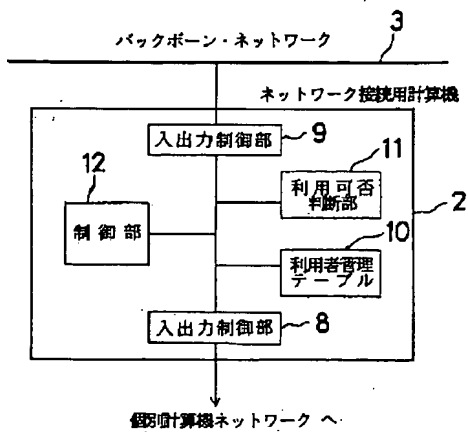 バックボーン・ネットワーク
3
ネットワーク接続用計算機
入出力制御部
9
12
11
利用可否
判断部
2
制御部
10
利用者管理
テーブル
入出力制御部
8
個別計算機ネットワークへ